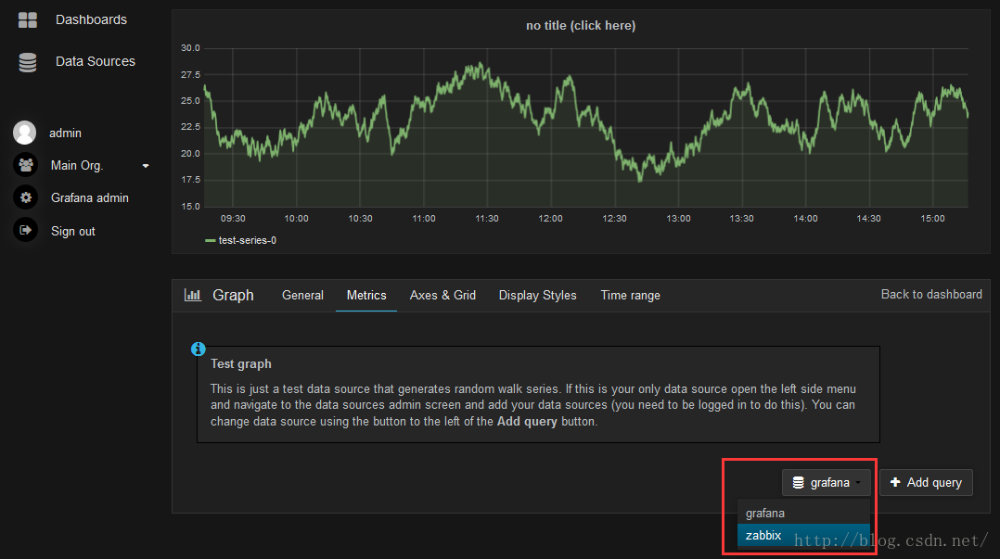 Dashboards
Data Sources
admin
Main Org.
Grafana admin
Sign out
no title (click here)
30.0
27.5
25.0
22.5
20.0
17.5
15.0
09:30 10:00 10:30 11:00 11:30 12:00 12:30 13:00 13:30 14:00 14:30 15:00
test-series-0
Graph General Metrics Axes & Grid Display Styles Time range Back to dashboard
Test graph
This is just a test data source that generates random walk series. If this is your only data source open the left side menu
and navigate to the data sources admin screen and add your data sources (you need to be logged in to do this). You can
change data source using the button to the left of the Add query button.
grafana Add query
grafana
zabbix
http://blog.csdn.net/